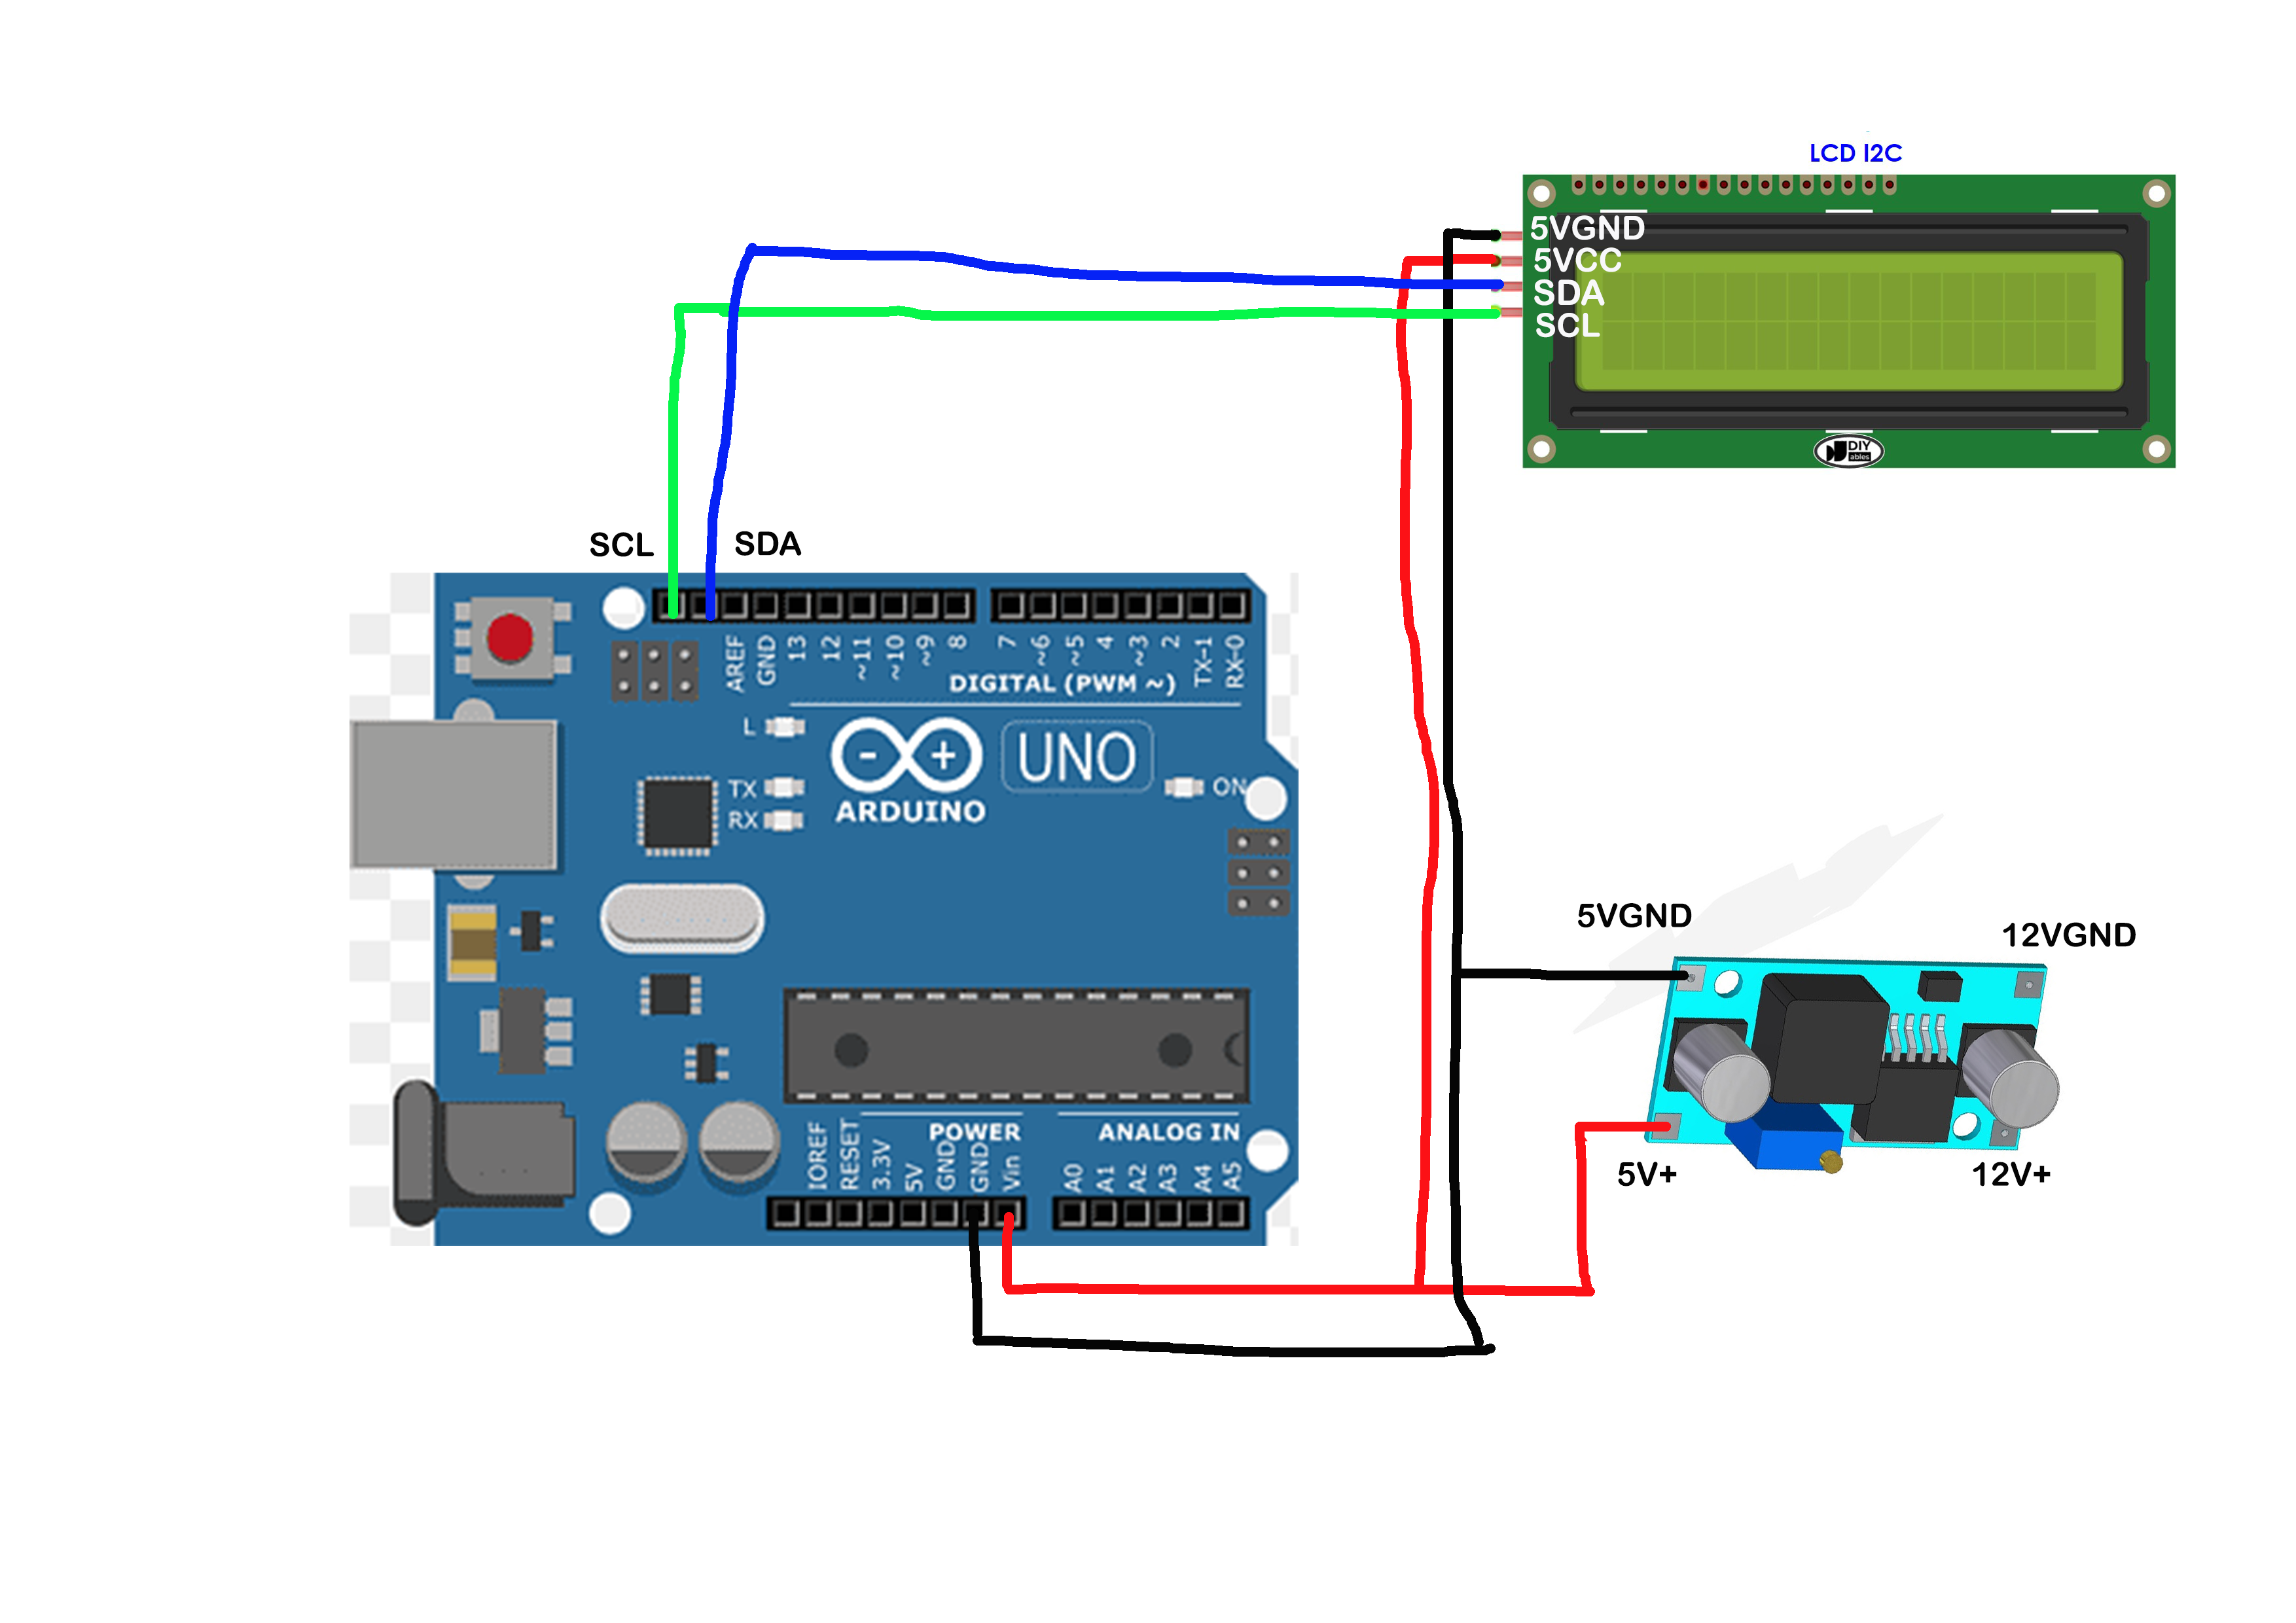 LCD I2C
5VGND
5VCC
SDA
SCL
DIY
ables
SCL
SDA
AREF
GND
13
12
~11
~10
~9
8
7
~6
~5
4
~3
2
TX-1
RX-0
DIGITAL (PWM ~)
L
TX
RX
UNO
ARDUINO
ON
5VGND
12VGND
POWER
ANALOG IN
IOREF
RESET
3.3V
5V
GND
GND
Vin
A0
A1
A2
A3
A4
A5
5V+
12V+